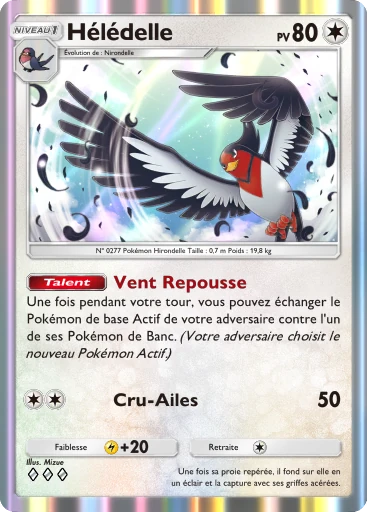 NIVEAU 1
Hélédelle
PV 80
Évolution de : Nirondelle
N° 0277 Pokémon Hirondelle Taille : 0,7 m Poids : 19,8 kg
Talent Vent Repousse
Une fois pendant votre tour, vous pouvez échanger le
Pokémon de base Actif de votre adversaire contre l'un
de ses Pokémon de Banc. (Votre adversaire choisit le
nouveau Pokémon Actif.)
Cru-Ailes 50
Faiblesse +20 Retraite
Illus. Mizue
Une fois sa proie repérée, il fond sur elle en
un éclair et la capture avec ses griffes acérées.